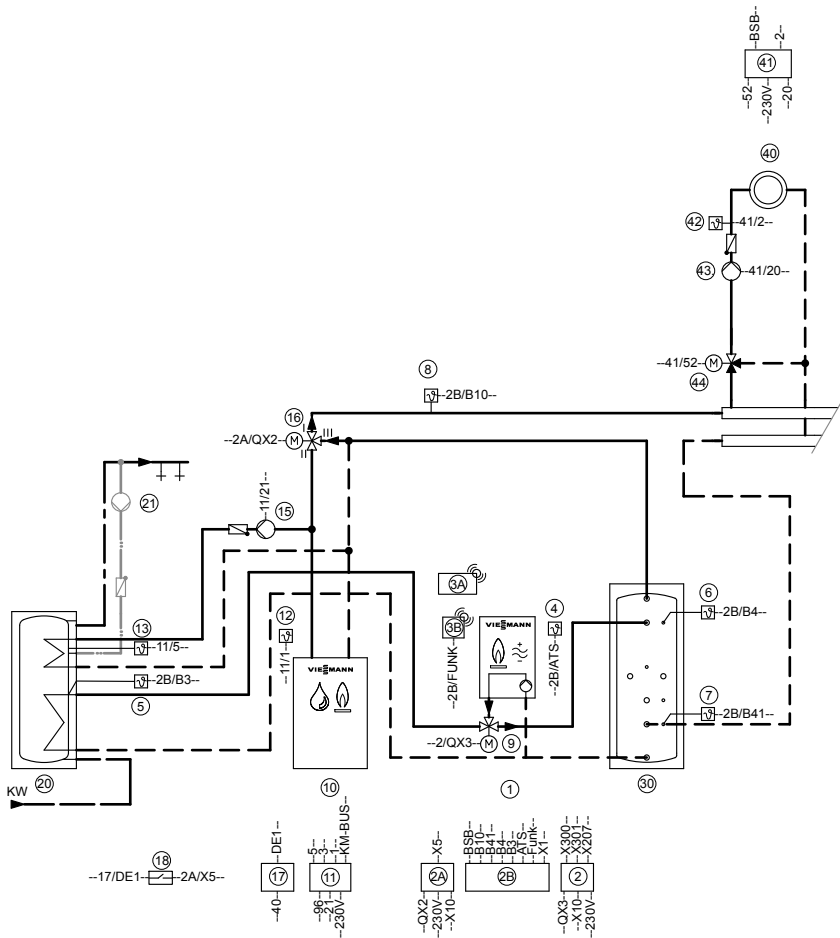 --BSB--
--2--
41
--52
--230V--
--20
40
42
--41/2--
43
--41/20--
8
--41/52--
M
44
--2B/B10--
16
I
III
--2A/QX2--
M
II
21
--11/21--
15
3A
3B
12
VIESMANN
4
6
--2B/B4--
13
--11/5--
--11/1--
--2B/FUNK--
--2B/ATS--
VIESMANN
--2B/B3--
5
7
--2B/B41--
--2/QX3--
M
9
20
10
1
30
KW
--DE1--
5--
3--
1--
KM-BUS--
X5--
BSB--
B10--
B41--
B4--
B3--
ATS--
Funk--
X1--
X300--
X301--
X207--
18
--17/DE1--
--2A/X5--
17
11
2A
2B
2
--40--
--96
--21
--230V--
--QX2
--230V--
--X10
--QX3
--X10
--230V--